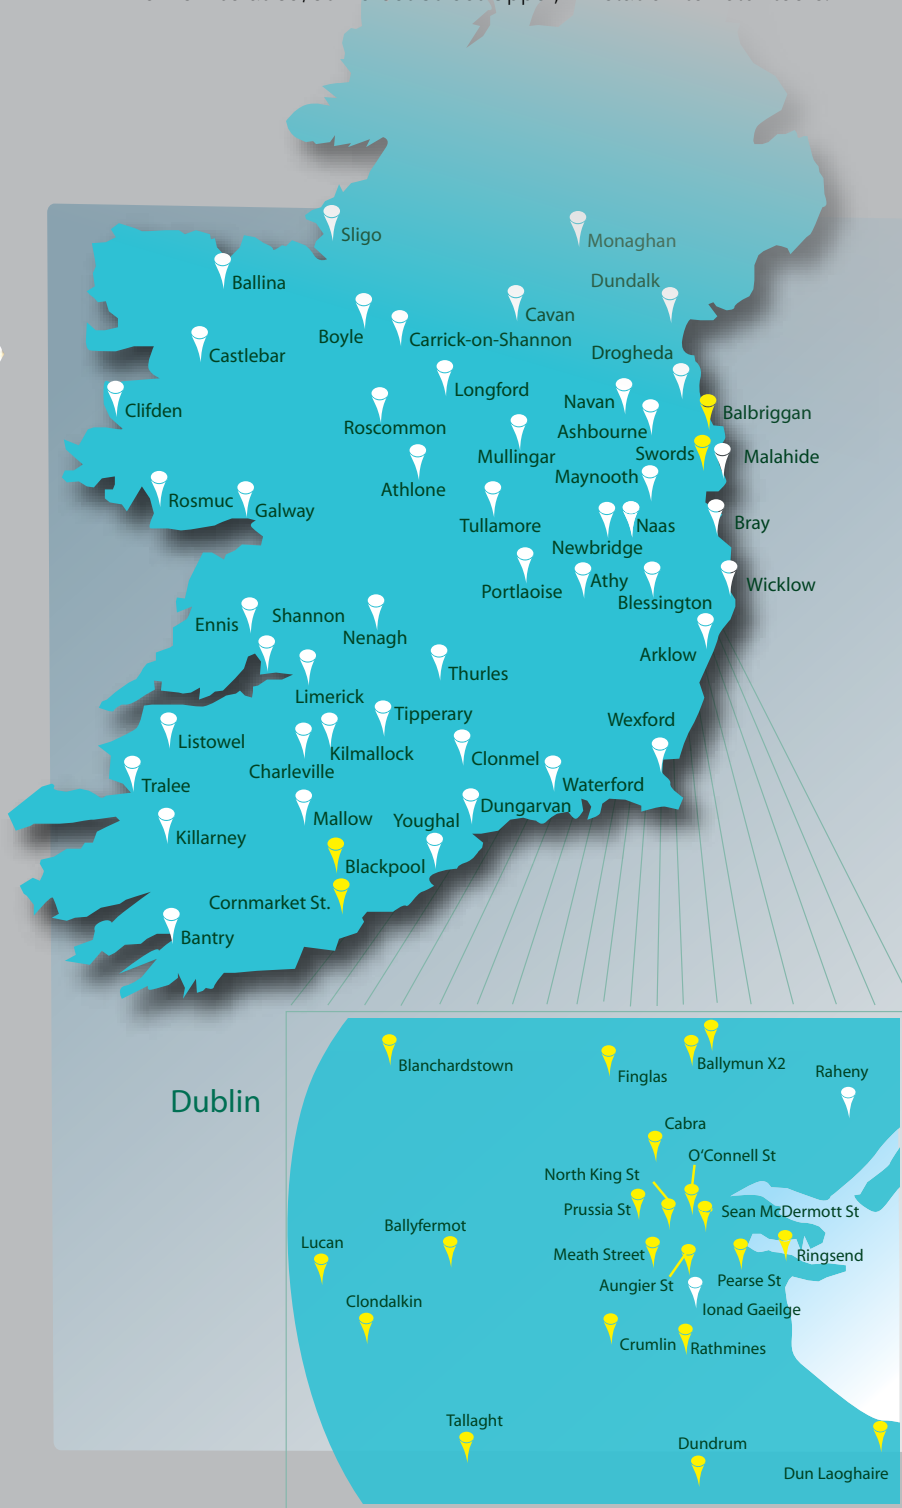 Sligo
Monaghan
Ballina
Dundalk
Cavan
Boyle
Carrick-on-Shannon
Castlebar
Drogheda
Longford
Navan
Clifden
Balbriggan
Roscommon
Ashbourne
Mullingar
Swords
Malahide
Maynooth
Athlone
Rosmuc
Galway
Tullamore
Naas
Bray
Newbridge
Portlaoise
Athy
Wicklow
Blessington
Ennis
Shannon
Nenagh
Arklow
Thurles
Limerick
Tipperary
Wexford
Listowel
Kilmallock
Clonmel
Charleville
Tralee
Waterford
Dungarvan
Mallow
Youghal
Killarney
Blackpool
Cornmarket St.
Bantry
Dublin
Blanchardstown
Ballymun X2
Finglas
Raheny
Cabra
O'Connell St
North King St
Prussia St
Sean McDermott St
Ballyfermot
Lucan
Meath Street
Ringsend
Aungier St
Pearse St
Clondalkin
Ionad Gaeilge
Crumlin
Rathmines
Tallaght
Dundrum
Dun Laoghaire